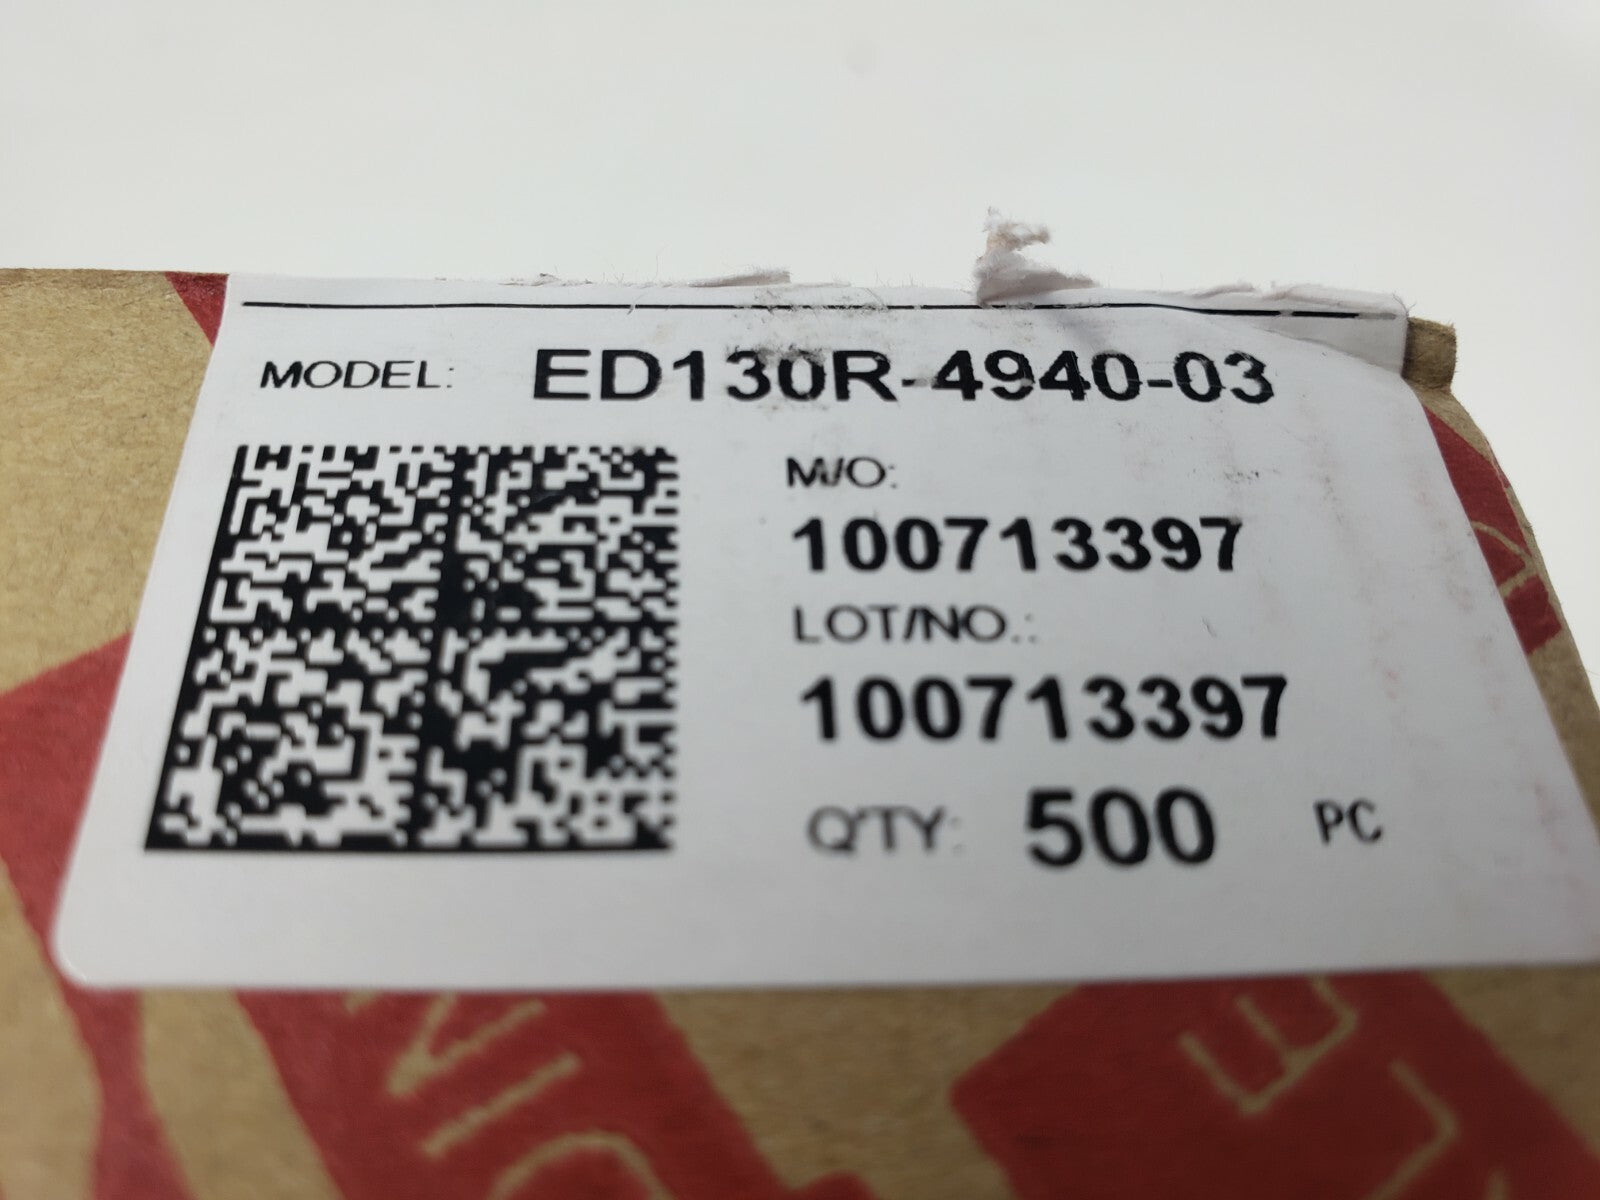 MODEL: ED130R-4940-03
M/O:
100713397
LOT/NO.:
100713397
Q'TY: 500 PC